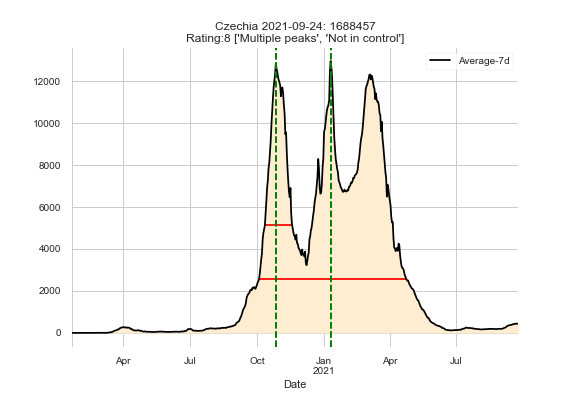 Czechia 2021-09-24: 1688457
Rating:8 ['Multiple peaks', 'Not in control']
Average-7d
12000
10000
8000
6000
4000
2000
0
Apr Jul Oct Jan Apr Jul
2021
Date